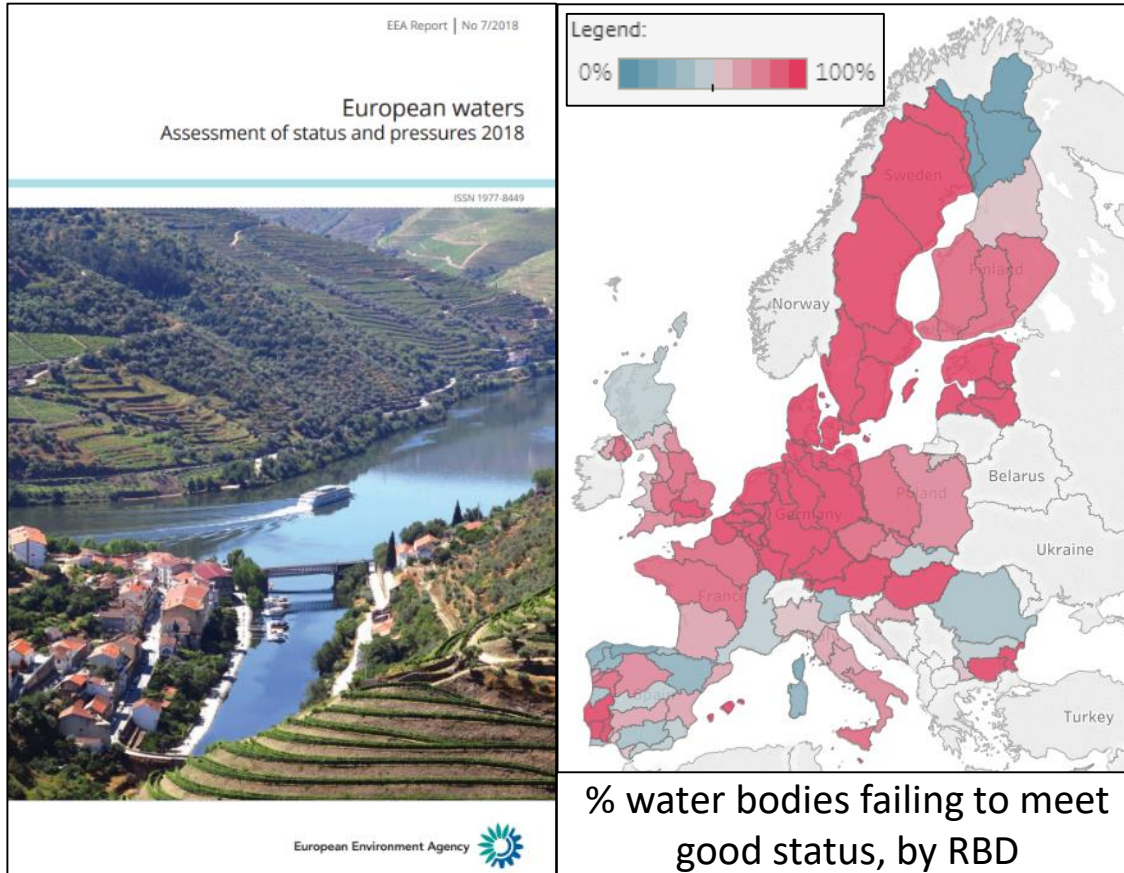 EEA Report | No 7/2018
European waters
Assessment of status and pressures 2018
ISSN 1977-8449
European Environment Agency
Legend:
0% 100%
Sweden
Finland
Norway
Belarus
Poland
Germany
Ukraine
France
Spain
Turkey
% water bodies failing to meet
good status, by RBD